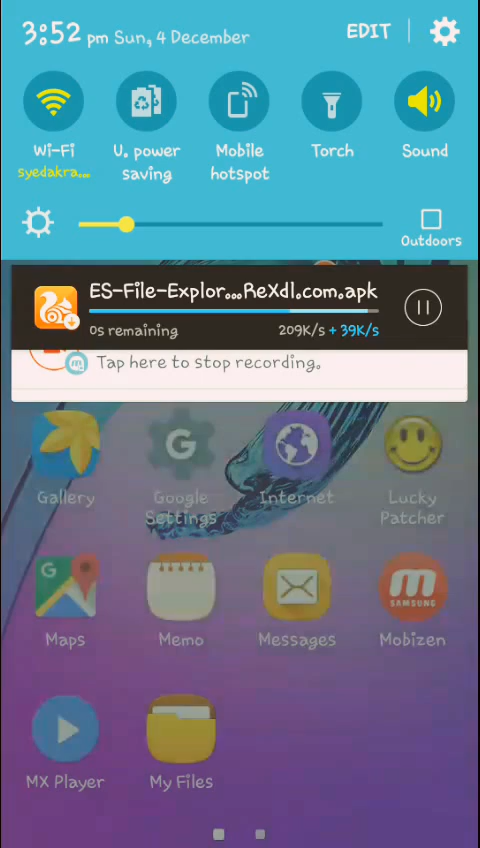 3:52 pm Sun, 4 December EDIT
Wi-Fi
syedakra...
U. power
saving
Mobile
hotspot
Torch
Sound
Outdoors
ES-File-Explor...ReXdl.com.apk
0s remaining 209K/s + 39K/s
Tap here to stop recording.
Gallery
Google
Settings
Internet
Lucky
Patcher
Maps
Memo
Messages
SAMSUNG
Mobizen
MX Player
My Files